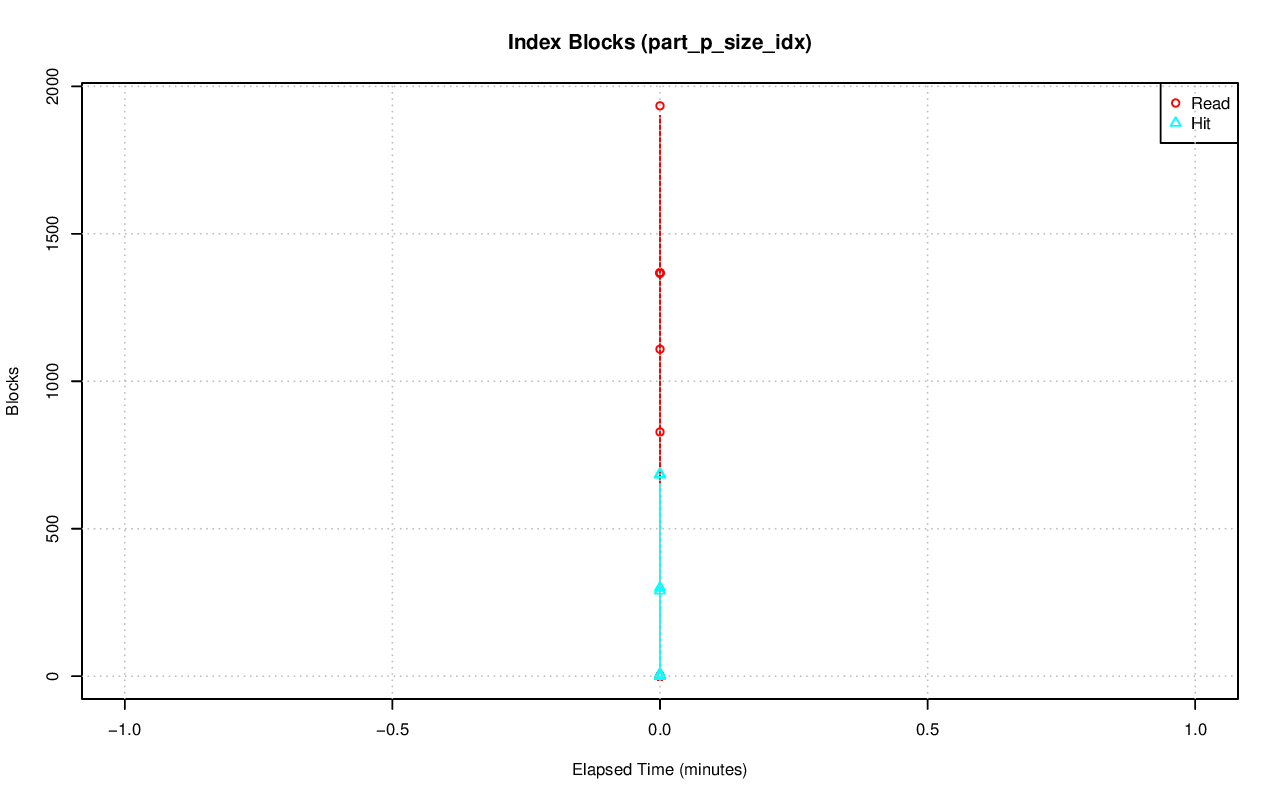 Index Blocks (part_p_size_idx)
2000
1500
1000
500
0
Blocks
Read
Hit
−1.0
−0.5
0.0
0.5
1.0
Elapsed Time (minutes)